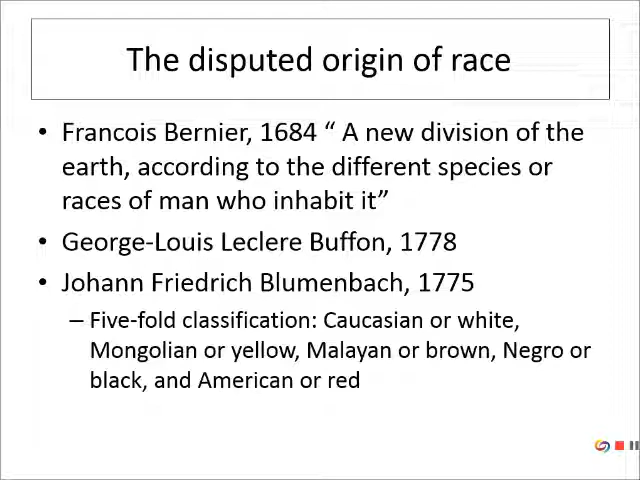 The disputed origin of race
• Francois Bernier, 1684 “ A new division of the
earth, according to the different species or
races of man who inhabit it”
• George-Louis Leclere Buffon, 1778
• Johann Friedrich Blumenbach, 1775
– Five-fold classification: Caucasian or white,
Mongolian or yellow, Malayan or brown, Negro or
black, and American or red